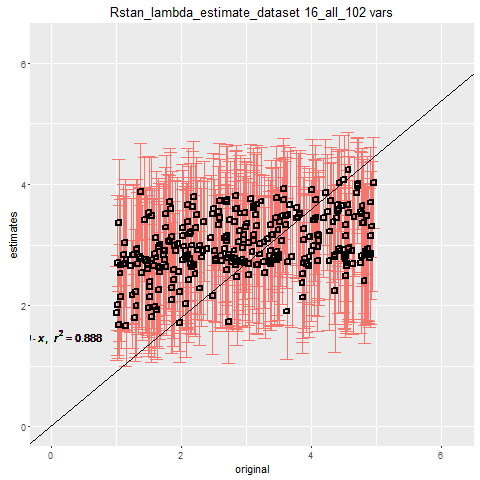 Rstan_lambda_estimate_dataset 16_all_102 vars
6
4
2
0
estimates
· x, r² = 0.888
0 2 4 6
original